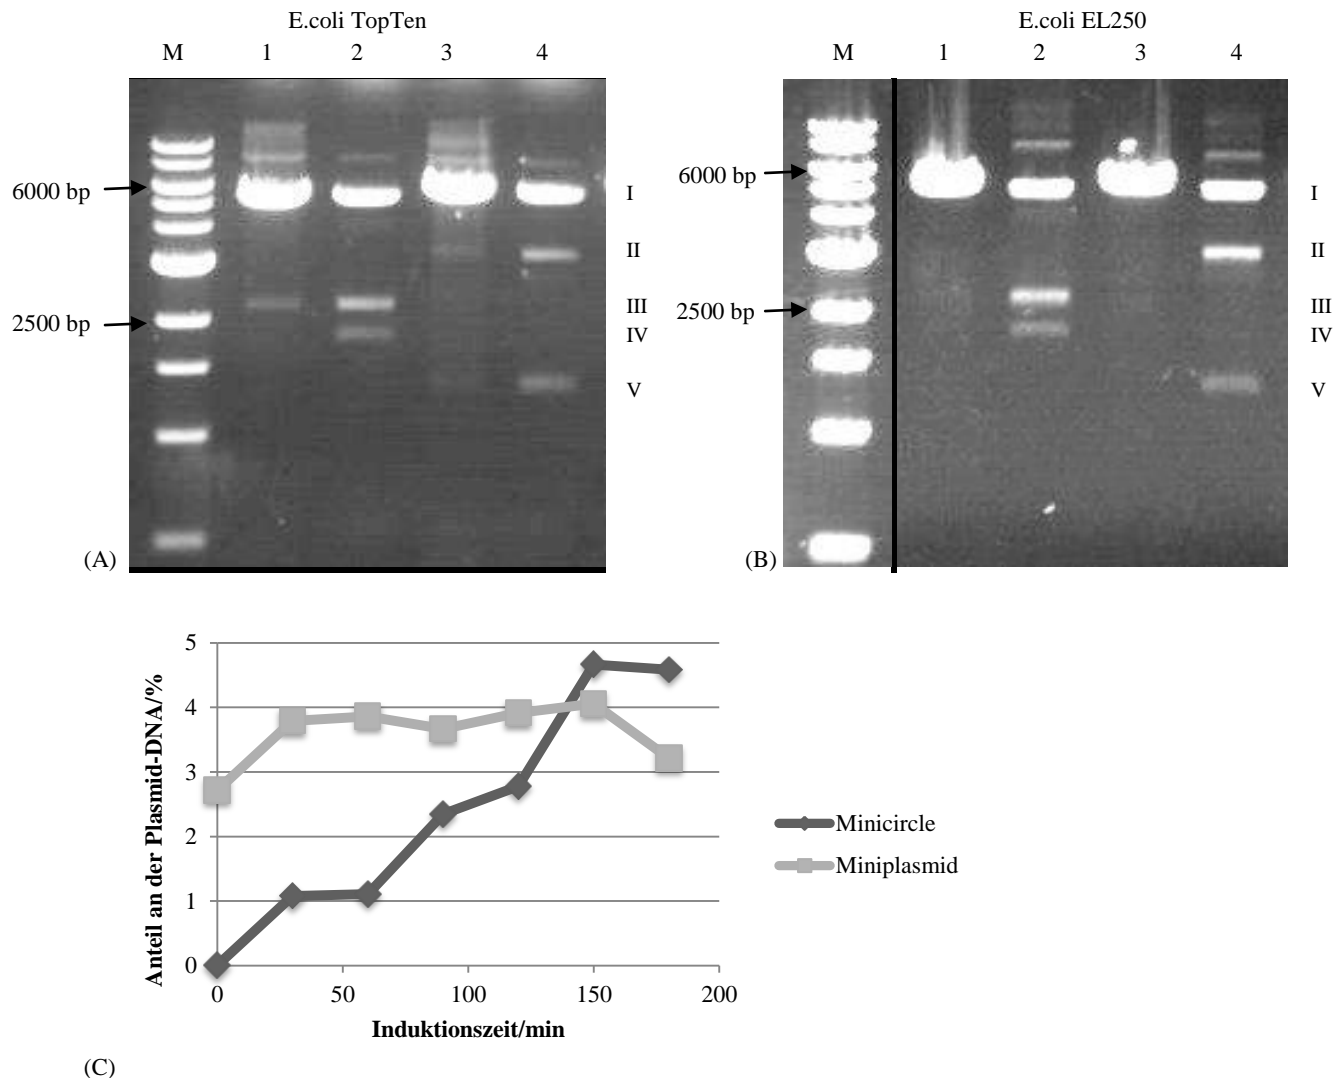 E.coli TopTen
M 1 2 3 4
6000 bp
2500 bp
I
II
III
IV
V
(A)
E.coli EL250
M 1 2 3 4
6000 bp
2500 bp
I
II
III
IV
V
(B)
5
4
3
2
1
0
Anteil an der Plasmid-DNA/%
0 50 100 150 200
Induktionszeit/min
Minicircle
Miniplasmid
(C)